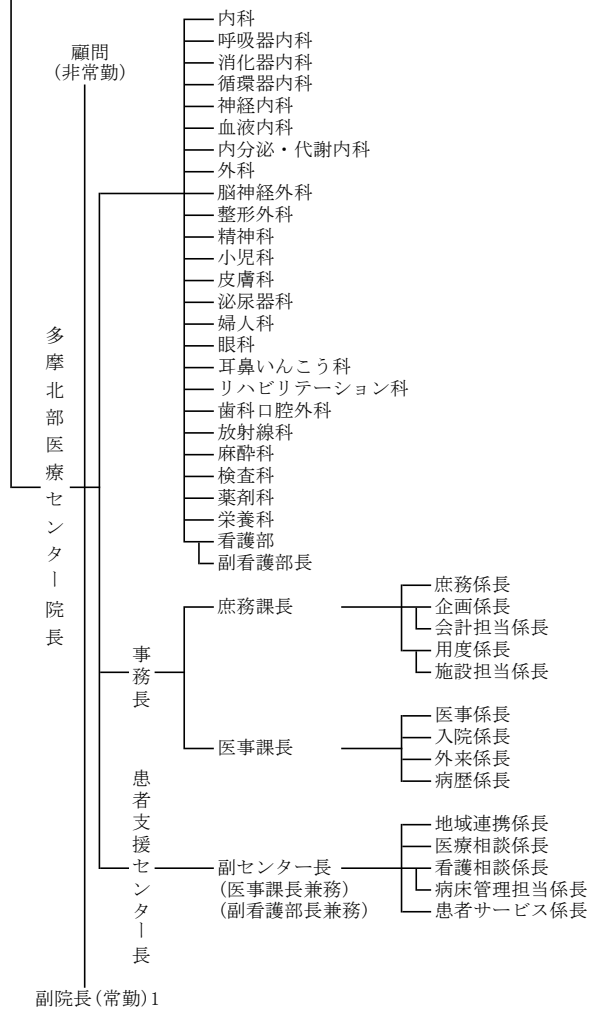 顧問
(非常勤)
多摩北部医療センター院長
内科
呼吸器内科
消化器内科
循環器内科
神経内科
血液内科
内分泌・代謝内科
外科
脳神経外科
整形外科
精神科
小児科
皮膚科
泌尿器科
婦人科
眼科
耳鼻いんこう科
リハビリテーション科
歯科口腔外科
放射線科
麻酔科
検査科
薬剤科
栄養科
看護部
副看護部長
事務長
庶務課長
庶務係長
企画係長
会計担当係長
用度係長
施設担当係長
医事課長
医事係長
入院係長
外来係長
病歴係長
患者支援センター長
副センター長
(医事課長兼務)
(副看護部長兼務)
地域連携係長
医療相談係長
看護相談係長
病床管理担当係長
患者サービス係長
副院長(常勤)1